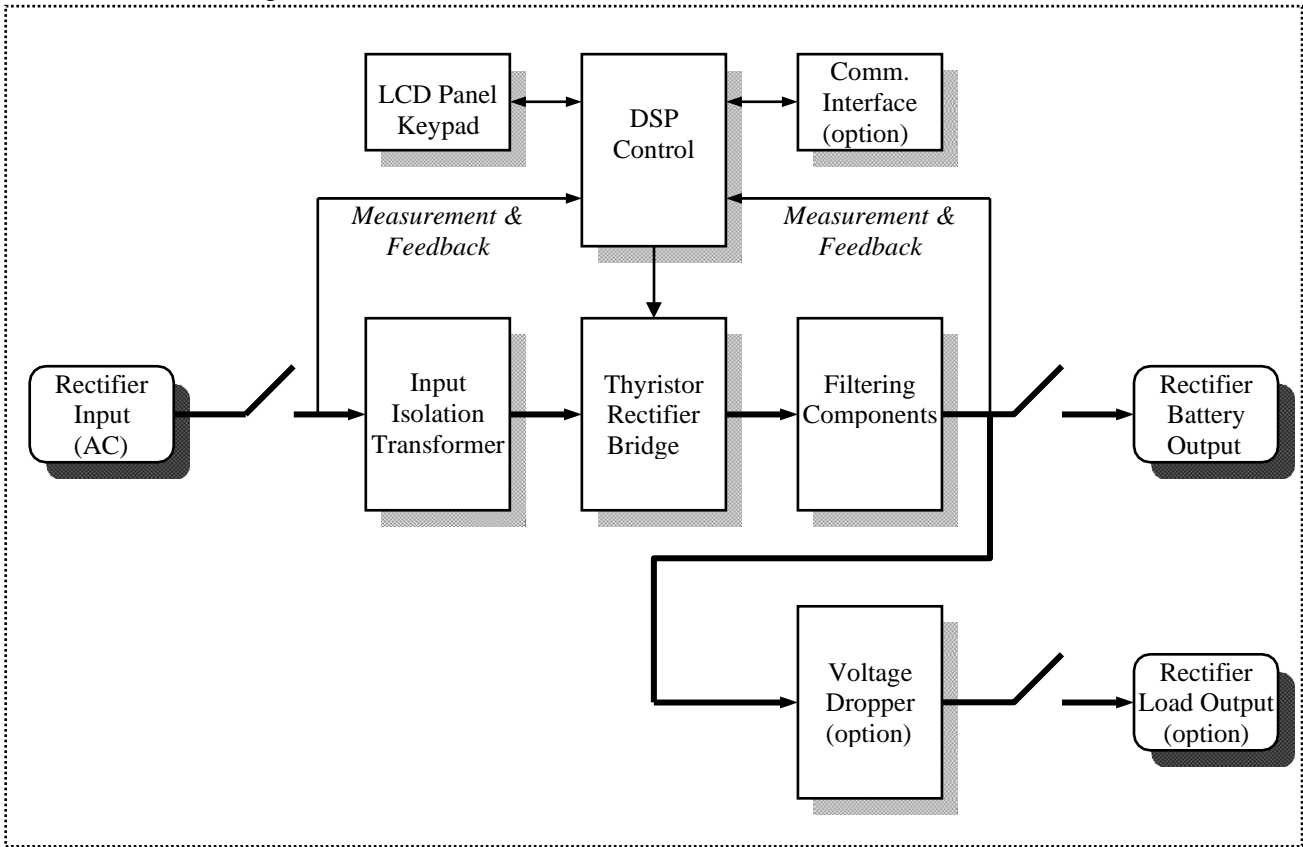 LCD Panel
Keypad
DSP
Control
Comm.
Interface
(option)
Measurement &
Feedback
Measurement &
Feedback
Rectifier
Input
(AC)
Input
Isolation
Transformer
Thyristor
Rectifier
Bridge
Filtering
Components
Rectifier
Battery
Output
Voltage
Dropper
(option)
Rectifier
Load Output
(option)